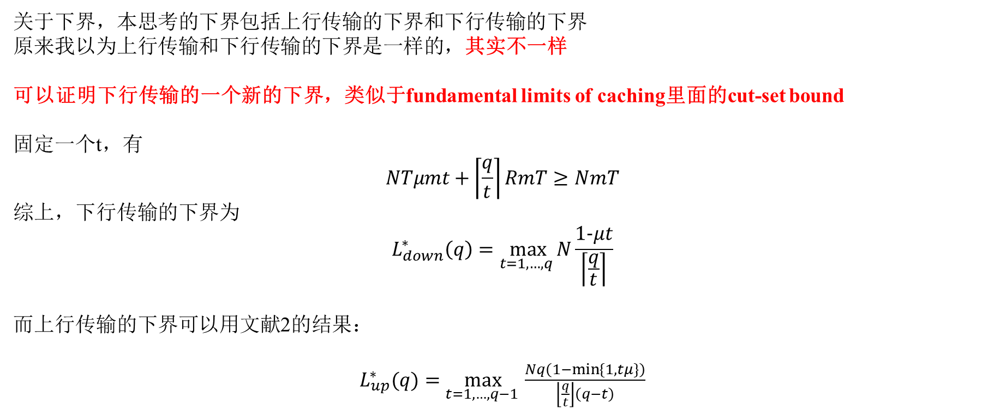 关于下界，本思考的下界包括上行传输的下界和下行传输的下界
原来我以为上行传输和下行传输的下界是一样的，其实不一样
可以证明下行传输的一个新的下界，类似于fundamental limits of caching里面的cut-set bound
固定一个t，有
$NT\mu mt + \left\lceil \frac{q}{t} \right\rceil RmT \geq NmT$
综上，下行传输的下界为
$L^*_{down}(q) = \max_{t=1,\ldots,q} N \frac{1-\mu t}{\left\lceil \frac{q}{t} \right\rceil}$
而上行传输的下界可以用文献2的结果：
$L^*_{up}(q) = \max_{t=1,\ldots,q-1} \frac{Nq(1-\min\{1,t\mu\})}{\left\lfloor \frac{q}{t} \right\rfloor (q-t)}$